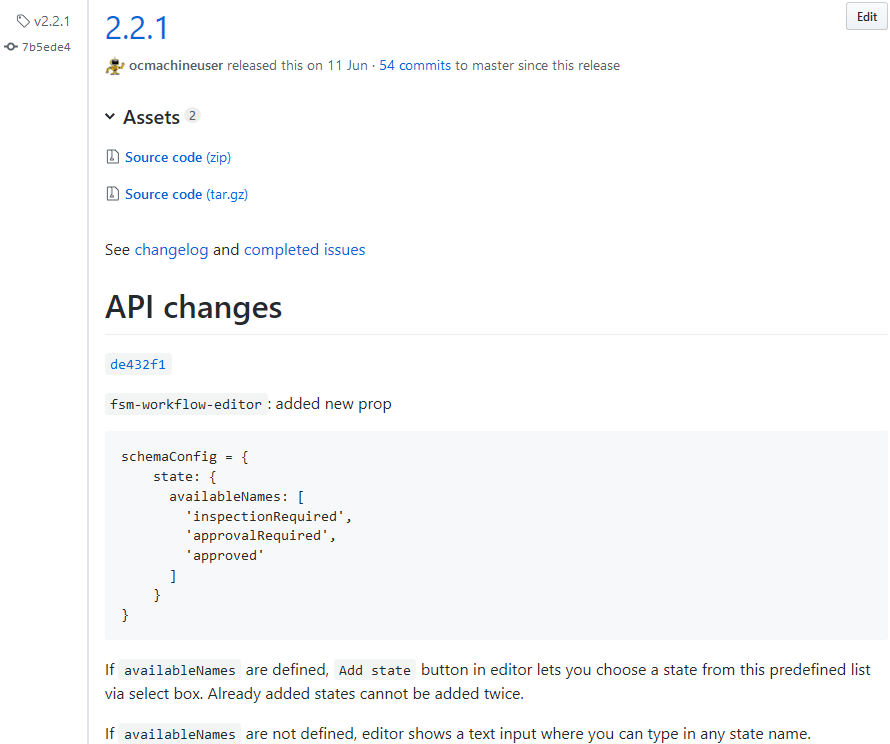 v2.2.1
7b5ede4
2.2.1
Edit
ocmachineuser released this on 11 Jun · 54 commits to master since this release
Assets 2
Source code (zip)
Source code (tar.gz)
See changelog and completed issues
API changes
de432f1
fsm-workflow-editor : added new prop
schemaConfig = {
    state: {
      availableNames: [
        'inspectionRequired',
        'approvalRequired',
        'approved'
      ]
    }
}
If availableNames are defined, Add state button in editor lets you choose a state from this predefined list
via select box. Already added states cannot be added twice.
If availableNames are not defined, editor shows a text input where you can type in any state name.